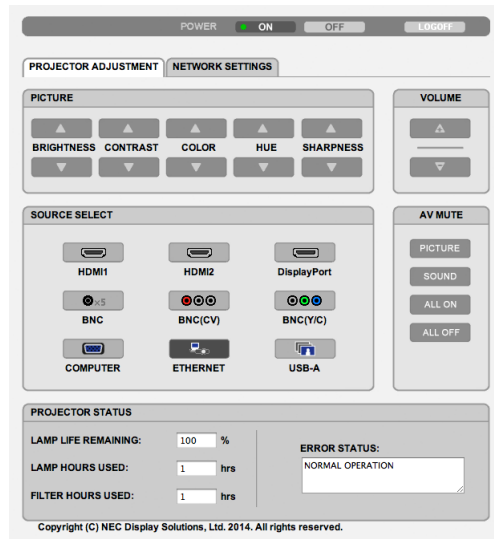 POWER ON OFF LOGOFF
PROJECTOR ADJUSTMENT NETWORK SETTINGS
PICTURE
BRIGHTNESS CONTRAST COLOR HUE SHARPNESS
VOLUME
SOURCE SELECT
HDMI1 HDMI2 DisplayPort
×5
BNC BNC(CV) BNC(Y/C)
COMPUTER ETHERNET USB-A
AV MUTE
PICTURE
SOUND
ALL ON
ALL OFF
PROJECTOR STATUS
LAMP LIFE REMAINING: 100 %
LAMP HOURS USED: 1 hrs
FILTER HOURS USED: 1 hrs
ERROR STATUS:
NORMAL OPERATION
Copyright (C) NEC Display Solutions, Ltd. 2014. All rights reserved.